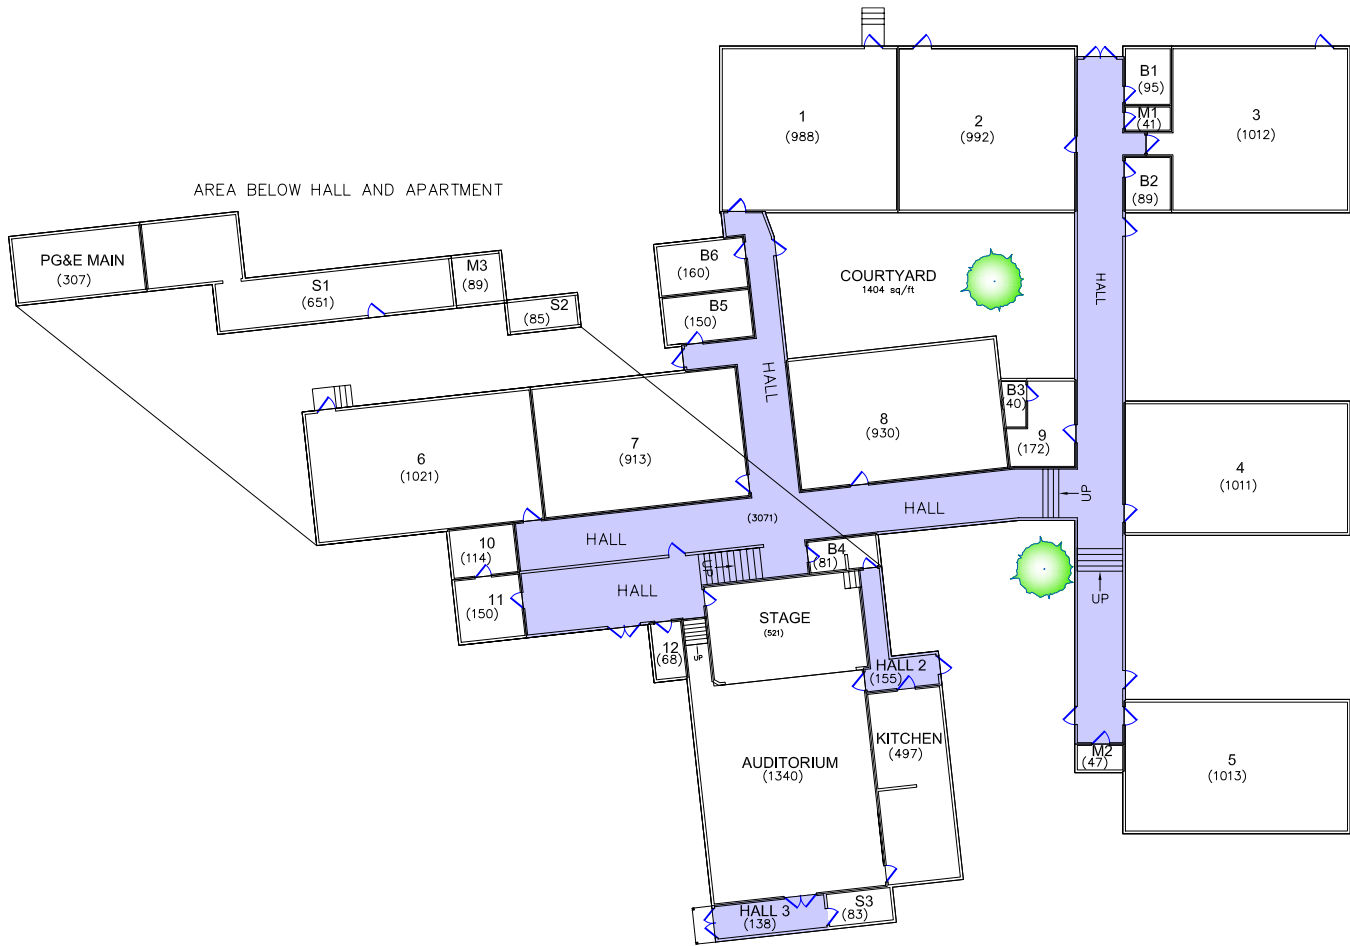 1
(988)
2
(992)
B1
(95)
M1
(41)
3
(1012)
B2
(89)
AREA BELOW HALL AND APARTMENT
PG&E MAIN
(307)
S1
(651)
M3
(89)
S2
(85)
B6
(160)
B5
(150)
COURTYARD
1404 sq/ft
HALL
HALL
6
(1021)
7
(913)
8
(930)
B3
40)
9
(172)
4
(1011)
(3071)
HALL
UP
HALL
10
(114)
UP
B4
(81)
HALL
11
(150)
STAGE
(521)
UP
12
(68)
UP
HALL 2
(155)
KITCHEN
(497)
AUDITORIUM
(1340)
M2
(47)
5
(1013)
HALL 3
(138)
S3
(83)